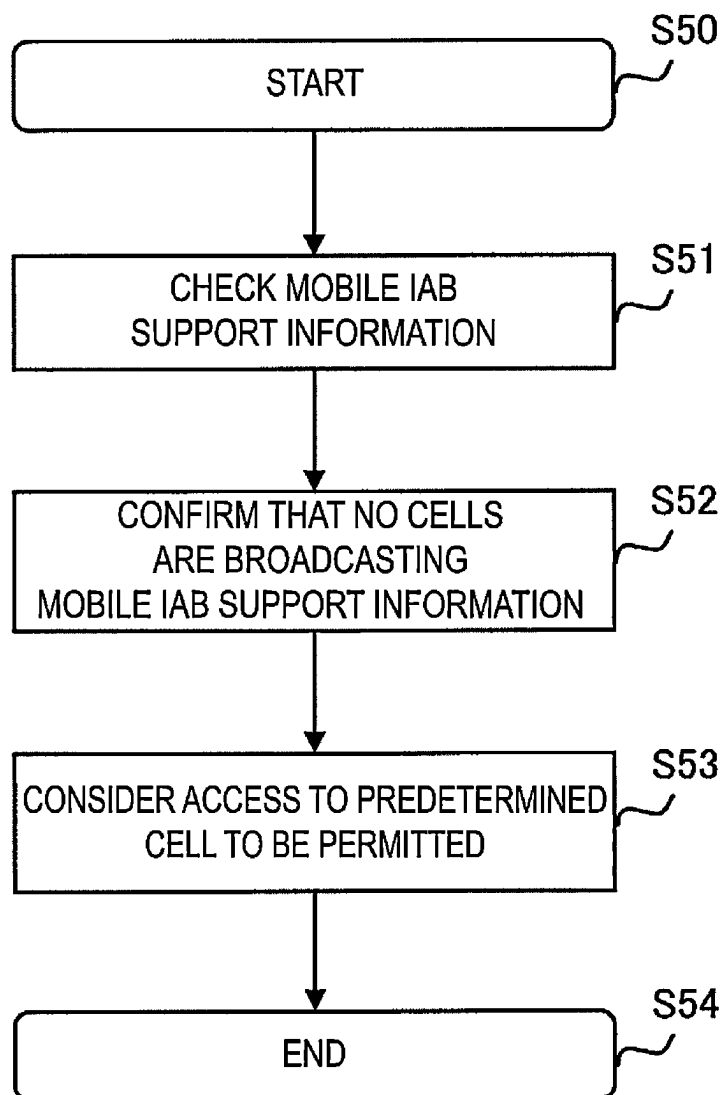 S50
START
S51
CHECK MOBILE IAB
SUPPORT INFORMATION
S52
CONFIRM THAT NO CELLS
ARE BROADCASTING
MOBILE IAB SUPPORT INFORMATION
S53
CONSIDER ACCESS TO PREDETERMINED
CELL TO BE PERMITTED
S54
END